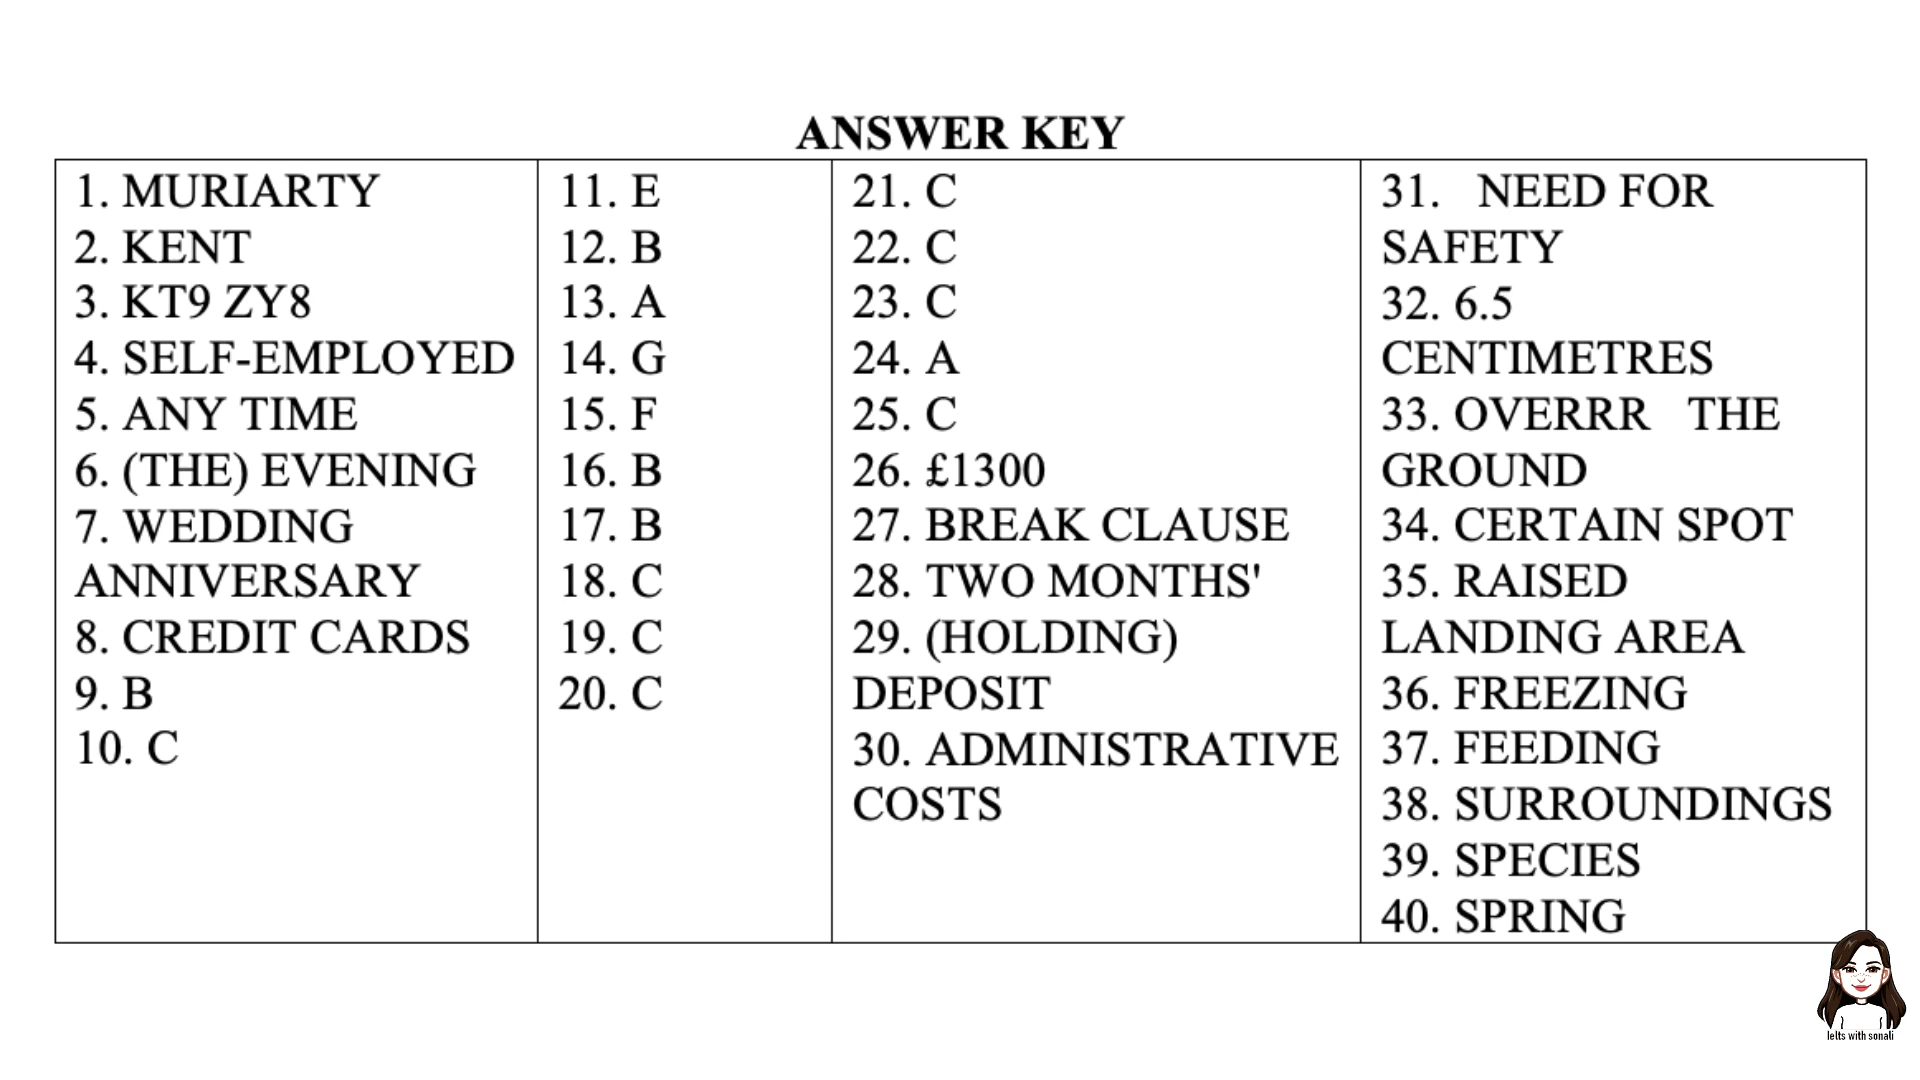 ANSWER KEY
1. MURIARTY
2. KENT
3. KT9 ZY8
4. SELF-EMPLOYED
5. ANY TIME
6. (THE) EVENING
7. WEDDING
ANNIVERSARY
8. CREDIT CARDS
9. B
10. C
11. E
12. B
13. A
14. G
15. F
16. B
17. B
18. C
19. C
20. C
21. C
22. C
23. C
24. A
25. C
26. £1300
27. BREAK CLAUSE
28. TWO MONTHS'
29. (HOLDING)
DEPOSIT
30. ADMINISTRATIVE
COSTS
31. NEED FOR
SAFETY
32. 6.5
CENTIMETRES
33. OVERRR THE
GROUND
34. CERTAIN SPOT
35. RAISED
LANDING AREA
36. FREEZING
37. FEEDING
38. SURROUNDINGS
39. SPECIES
40. SPRING
Ielts with sonali